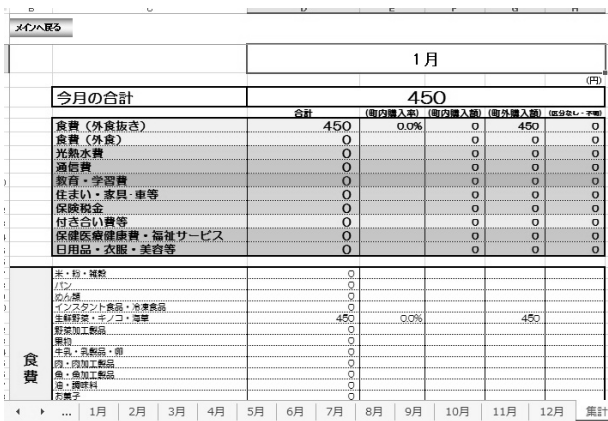 B C D E F G H
メインへ戻る
1月
(円)
今月の合計 450
合計 (町内購入率) (町内購入額) (町外購入額) (区分なし・不明)
食費（外食抜き） 450 0.0% 0 450 0
食費（外食） 0 0 0 0
光熱水費 0 0 0 0
通信費 0 0 0 0
教育・学習費 0 0 0 0
住まい・家具・車等 0 0 0 0
保険税金 0 0 0 0
付き合い費等 0 0 0 0
保健医療健康費・福祉サービス 0 0 0 0
日用品・衣服・美容等 0 0 0 0
食費
米・粉・雑穀 0
パン 0
めん類 0
インスタント食品・冷凍食品 0
生鮮野菜・キノコ・海草 450 0.0% 450
野菜加工製品 0
果物 0
牛乳・乳製品・卵 0
肉・肉加工製品 0
魚・魚加工製品 0
油・調味料 0
お菓子 0
... 1月 2月 3月 4月 5月 6月 7月 8月 9月 10月 11月 12月 集計